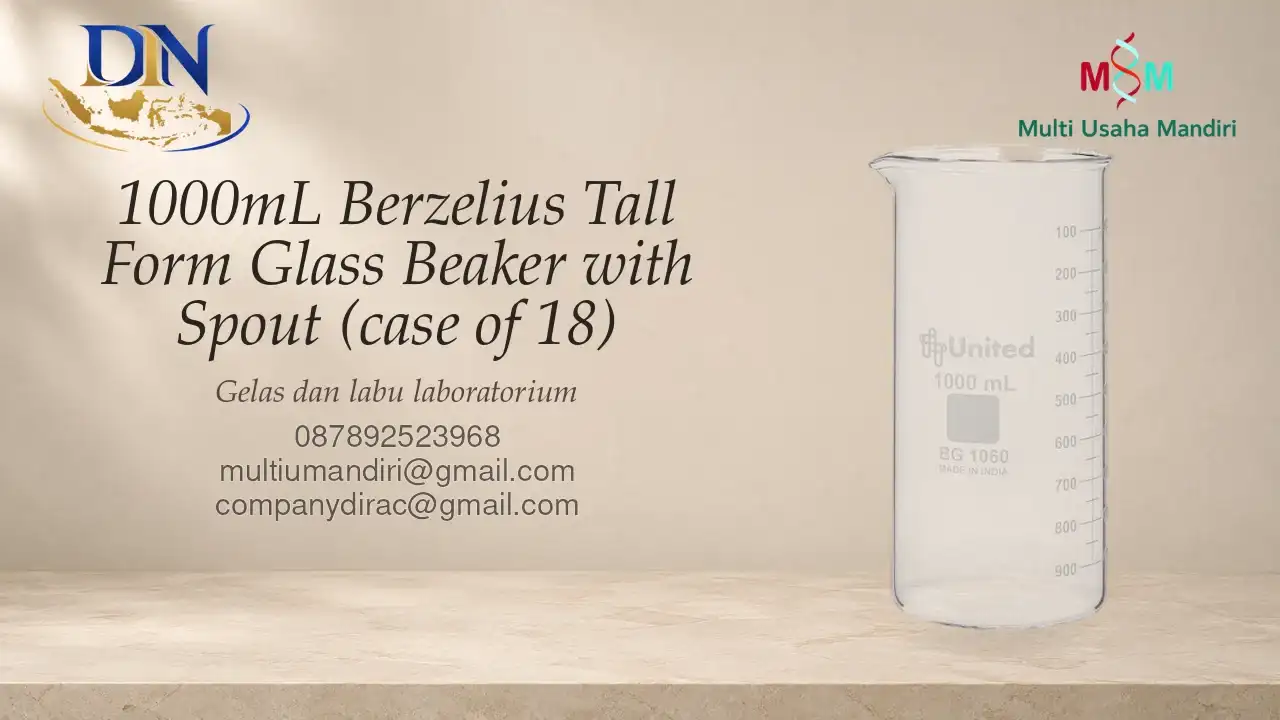 DN
M M
Multi Usaha Mandiri
1000mL Berzelius Tall
Form Glass Beaker with
Spout (case of 18)
Gelas dan labu laboratorium
087892523968
multiumandiri@gmail.com
companydirac@gmail.com
United
1000 mL
BG 1060
MADE IN INDIA
100
200
300
400
500
600
700
800
900